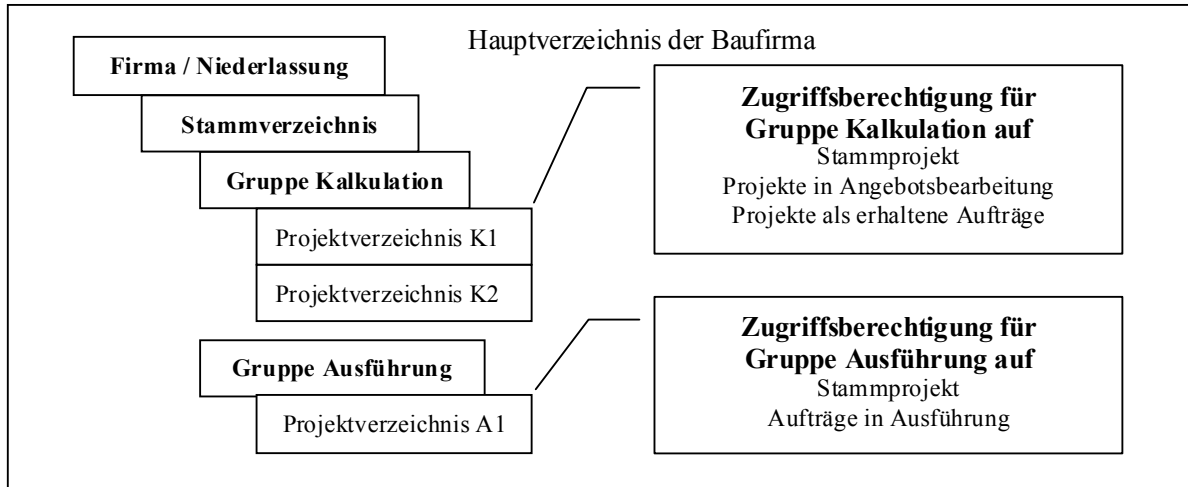 Hauptverzeichnis der Baufirma
Firma / Niederlassung
Stammverzeichnis
Gruppe Kalkulation
Projektverzeichnis K1
Projektverzeichnis K2
Gruppe Ausführung
Projektverzeichnis A1
Zugriffsberechtigung für
Gruppe Kalkulation auf
Stammprojekt
Projekte in Angebotsbearbeitung
Projekte als erhaltene Aufträge
Zugriffsberechtigung für
Gruppe Ausführung auf
Stammprojekt
Aufträge in Ausführung